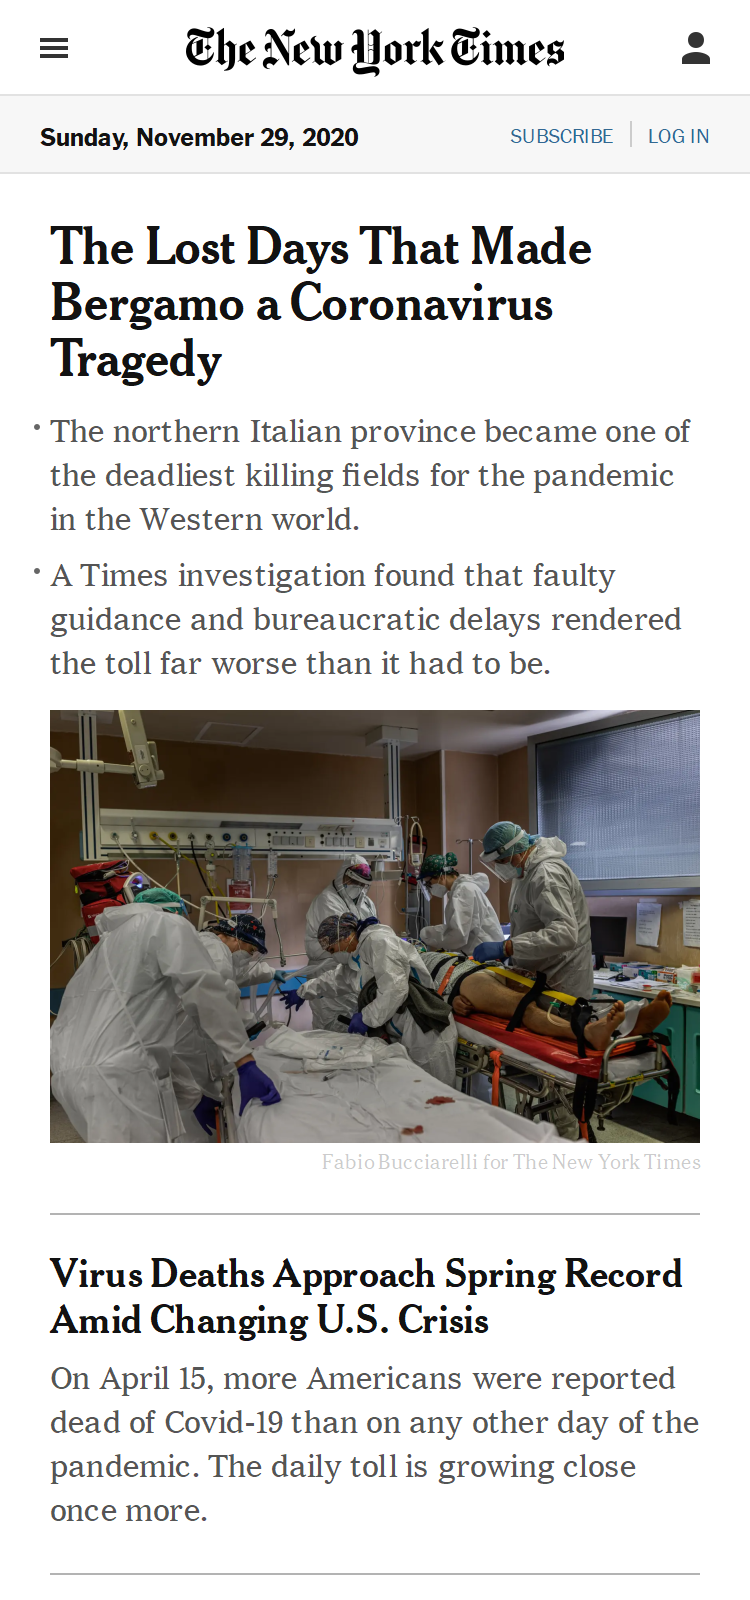 The New York Times
Sunday, November 29, 2020
SUBSCRIBE
LOG IN
The Lost Days That Made
Bergamo a Coronavirus
Tragedy
• The northern Italian province became one of
the deadliest killing fields for the pandemic
in the Western world.
• A Times investigation found that faulty
guidance and bureaucratic delays rendered
the toll far worse than it had to be.
Fabio Bucciarelli for The New York Times
Virus Deaths Approach Spring Record
Amid Changing U.S. Crisis
On April 15, more Americans were reported
dead of Covid-19 than on any other day of the
pandemic. The daily toll is growing close
once more.